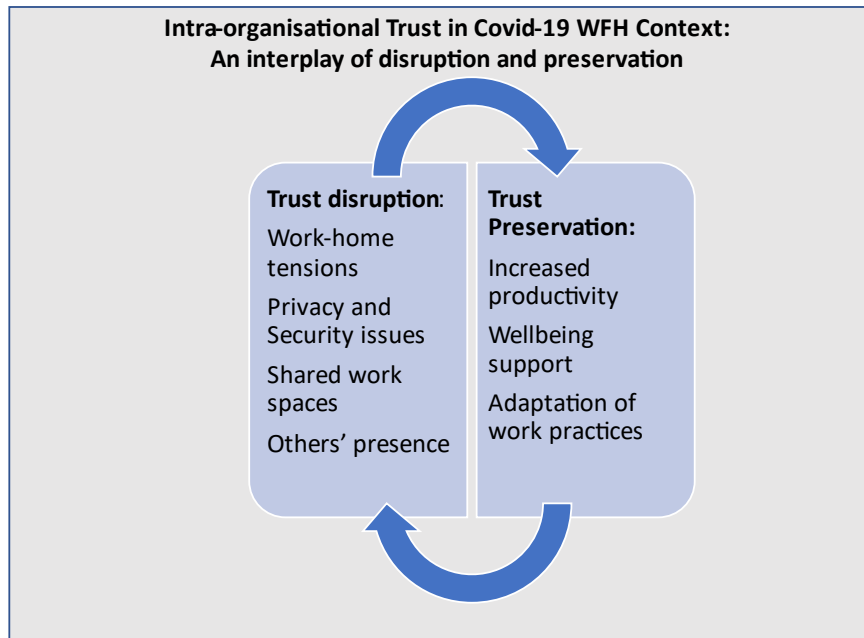 Intra-organisational Trust in Covid-19 WFH Context:
An interplay of disruption and preservation
Trust disruption:
Work-home
tensions
Privacy and
Security issues
Shared work
spaces
Others’ presence
Trust
Preservation:
Increased
productivity
Wellbeing
support
Adaptation of
work practices